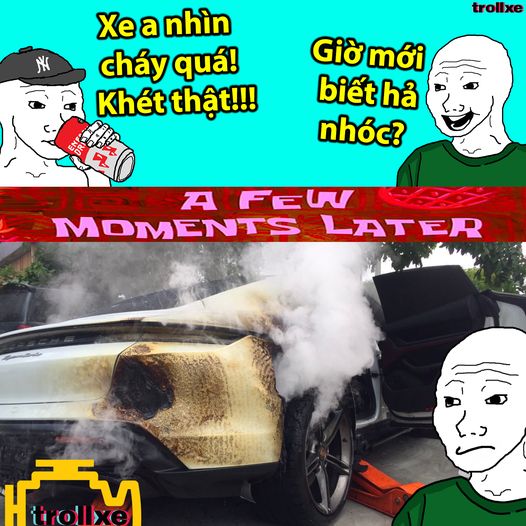 trollxe
Xe a nhìn
cháy quá!
Khét thật!!!
Giờ mới
biết hả
nhóc?
A FEW
MOMENTS LATER
trollxe